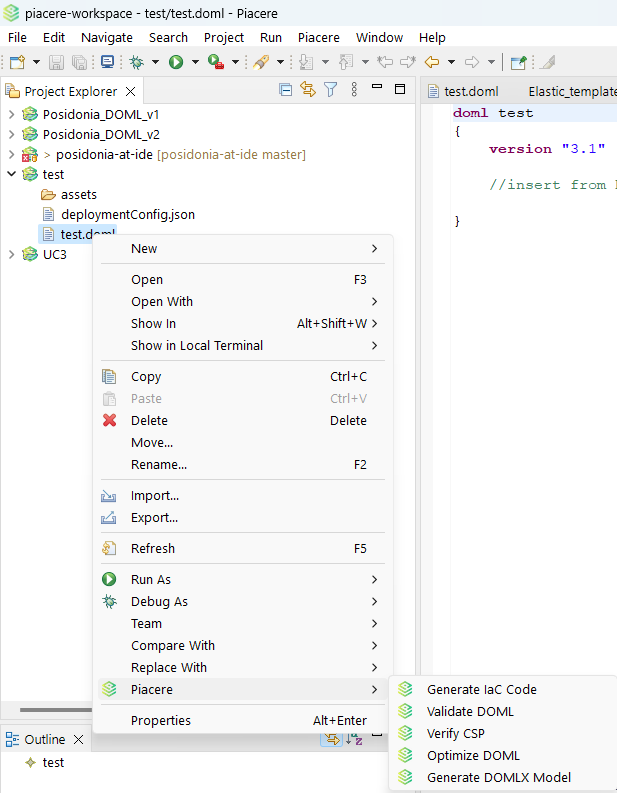 piacere-workspace - test/test.doml - Piacere
File Edit Navigate Search Project Run Piacere Window Help
Project Explorer
test.doml Elastic_template
Posidonia_DOML_v1
Posidonia_DOML_v2
> posidonia-at-ide [posidonia-at-ide master]
test
assets
deploymentConfig.json
test.doml
UC3
doml test
{
version "3.1"
//insert from
}
New
Open F3
Open With
Show In Alt+Shift+W
Show in Local Terminal
Copy Ctrl+C
Paste Ctrl+V
Delete Delete
Move...
Rename... F2
Import...
Export...
Refresh F5
Run As
Debug As
Team
Compare With
Replace With
Piacere
Properties Alt+Enter
Generate IaC Code
Validate DOML
Verify CSP
Optimize DOML
Generate DOMLX Model
Outline
test